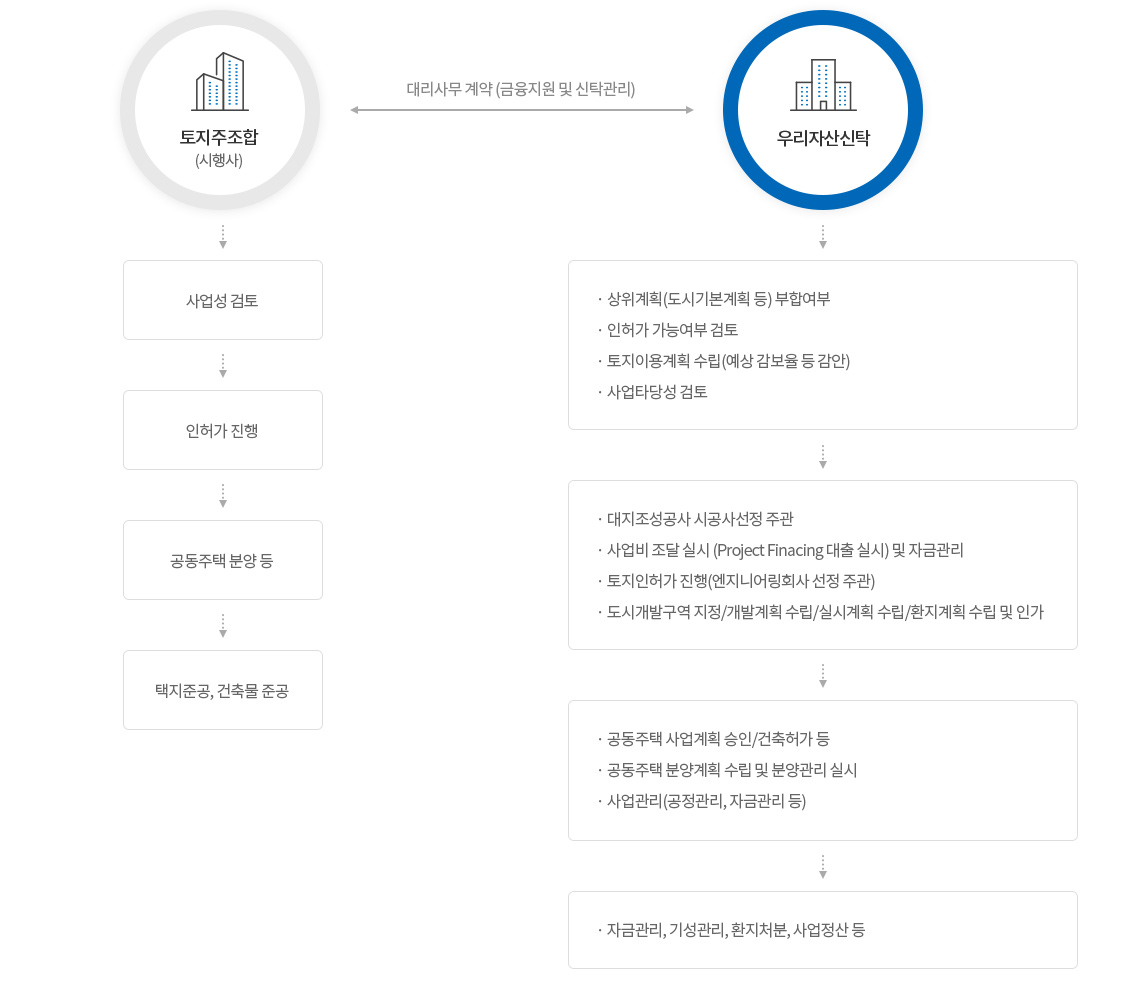 대리사무 계약 (금융지원 및 신탁관리)
토지주조합
(시행사)
우리자산신탁
사업성 검토
인허가 진행
공동주택 분양 등
택지준공, 건축물 준공
· 상위계획(도시기본계획 등) 부합여부
· 인허가 가능여부 검토
· 토지이용계획 수립(예상 감보율 등 감안)
· 사업타당성 검토
· 대지조성공사 시공사선정 주관
· 사업비 조달 실시 (Project Finacing 대출 실시) 및 자금관리
· 토지인허가 진행(엔지니어링회사 선정 주관)
· 도시개발구역 지정/개발계획 수립/실시계획 수립/환지계획 수립 및 인가
· 공동주택 사업계획 승인/건축허가 등
· 공동주택 분양계획 수립 및 분양관리 실시
· 사업관리(공정관리, 자금관리 등)
· 자금관리, 기성관리, 환지처분, 사업정산 등